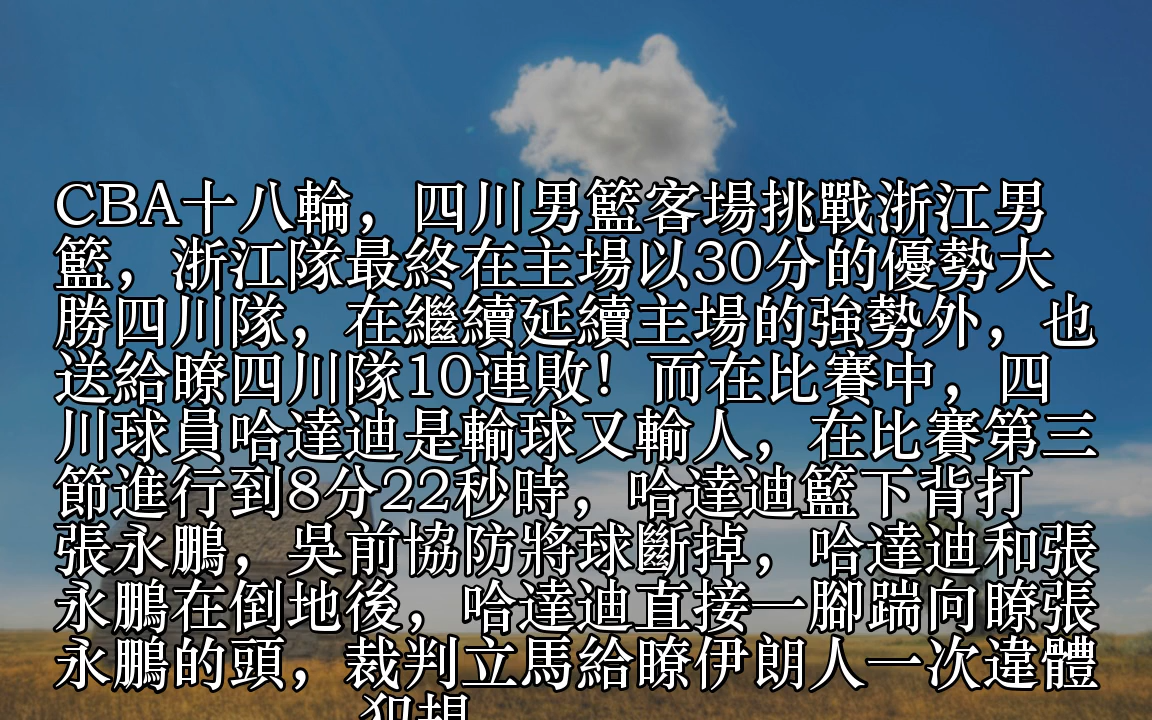 CBA十八輪，四川男籃客場挑戰浙江男
籃，浙江隊最終在主場以30分的優勢大
勝四川隊，在繼續延續主場的強勢外，也
送給瞭四川隊10連敗！而在比賽中，四
川球員哈達迪是輸球又輸人，在比賽第三
節進行到8分22秒時，哈達迪籃下背打
張永鵬，吳前協防將球斷掉，哈達迪和張
永鵬在倒地後，哈達迪直接一腳踹向瞭張
永鵬的頭，裁判立馬給瞭伊朗人一次違體
犯規